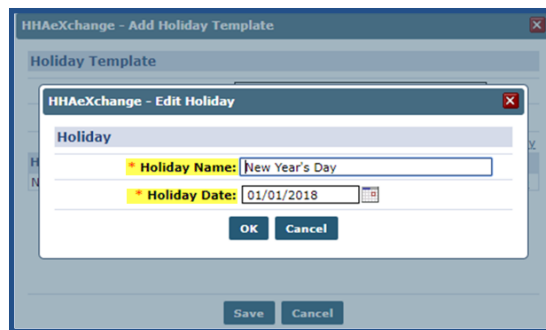 HHAeXchange - Add Holiday Template
Holiday Template
HHAeXchange - Edit Holiday
Holiday
* Holiday Name: New Year's Day
* Holiday Date: 01/01/2018
OK Cancel
Save Cancel